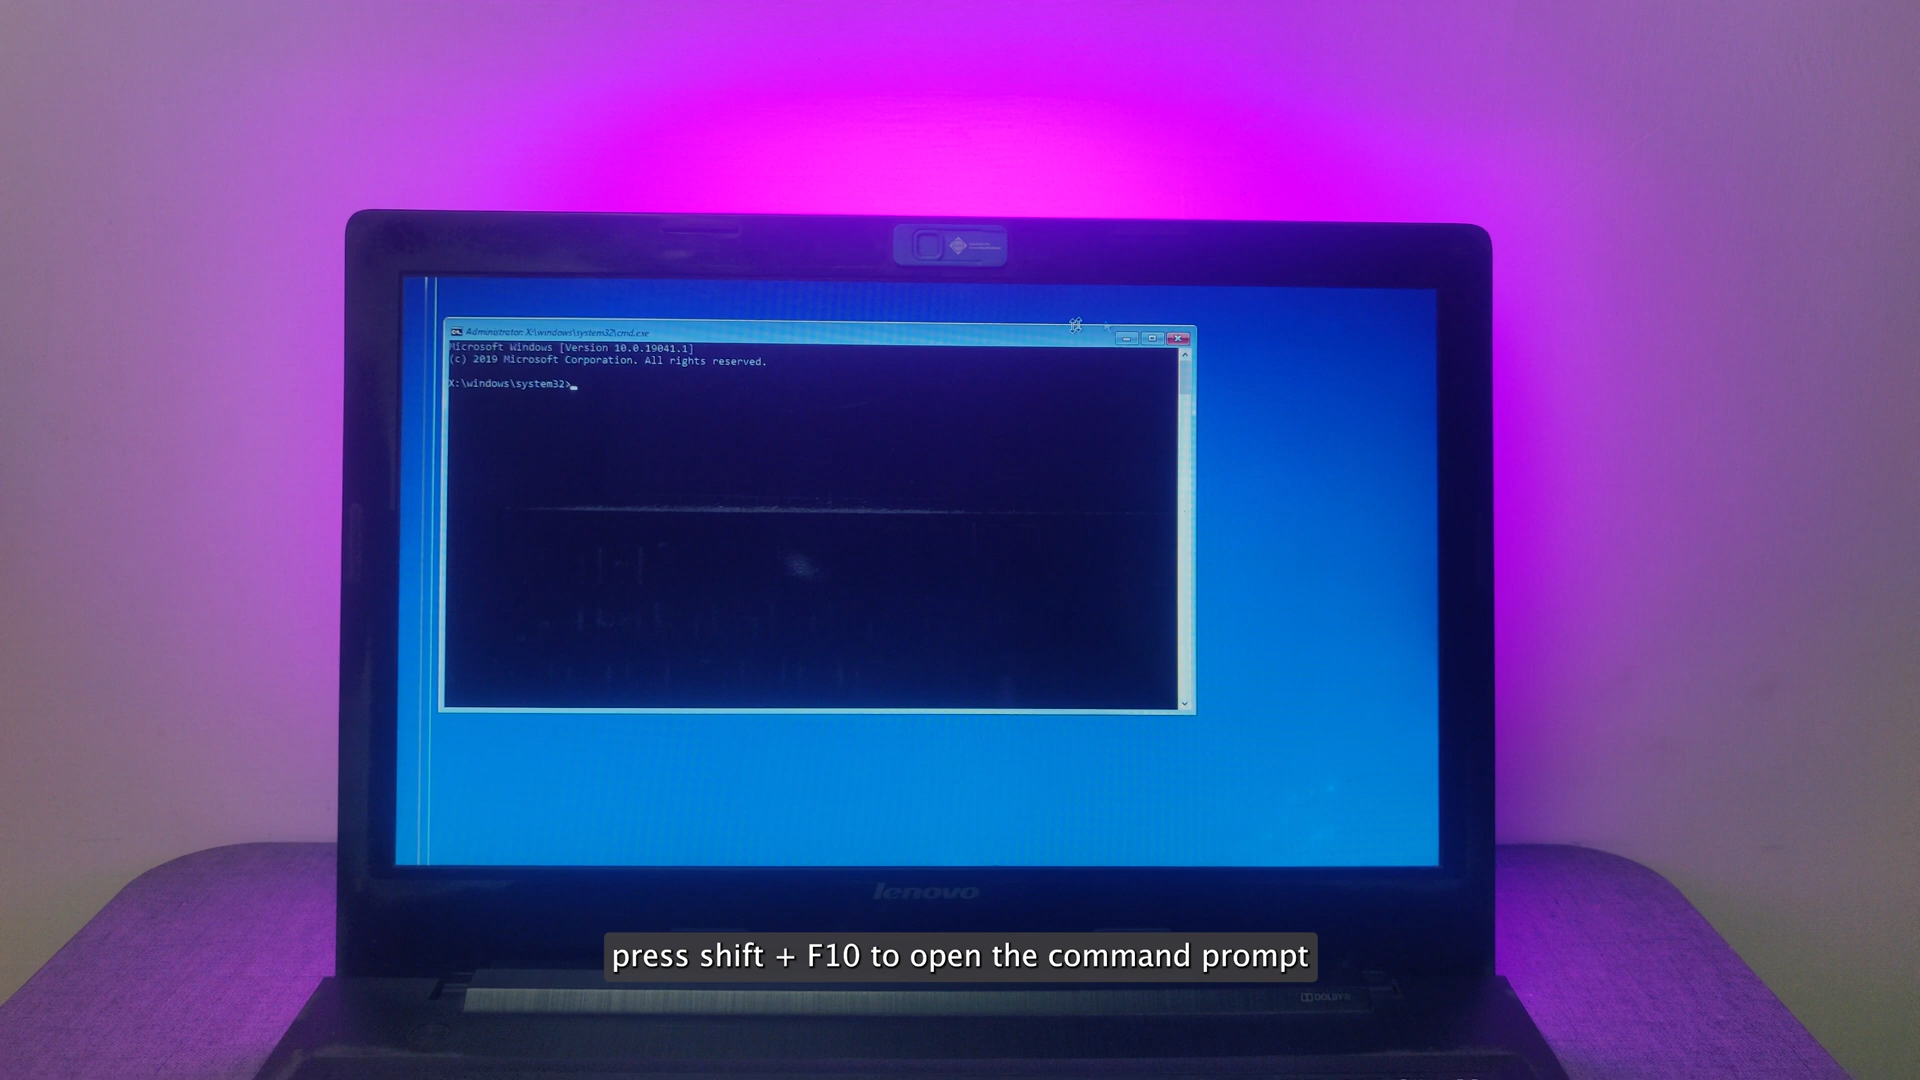 Administrator: X:\windows\system32\cmd.exe
Microsoft Windows [Version 10.0.19041.1]
(c) 2019 Microsoft Corporation. All rights reserved.
X:\windows\system32>
lenovo
press shift + F10 to open the command prompt
DOLBY